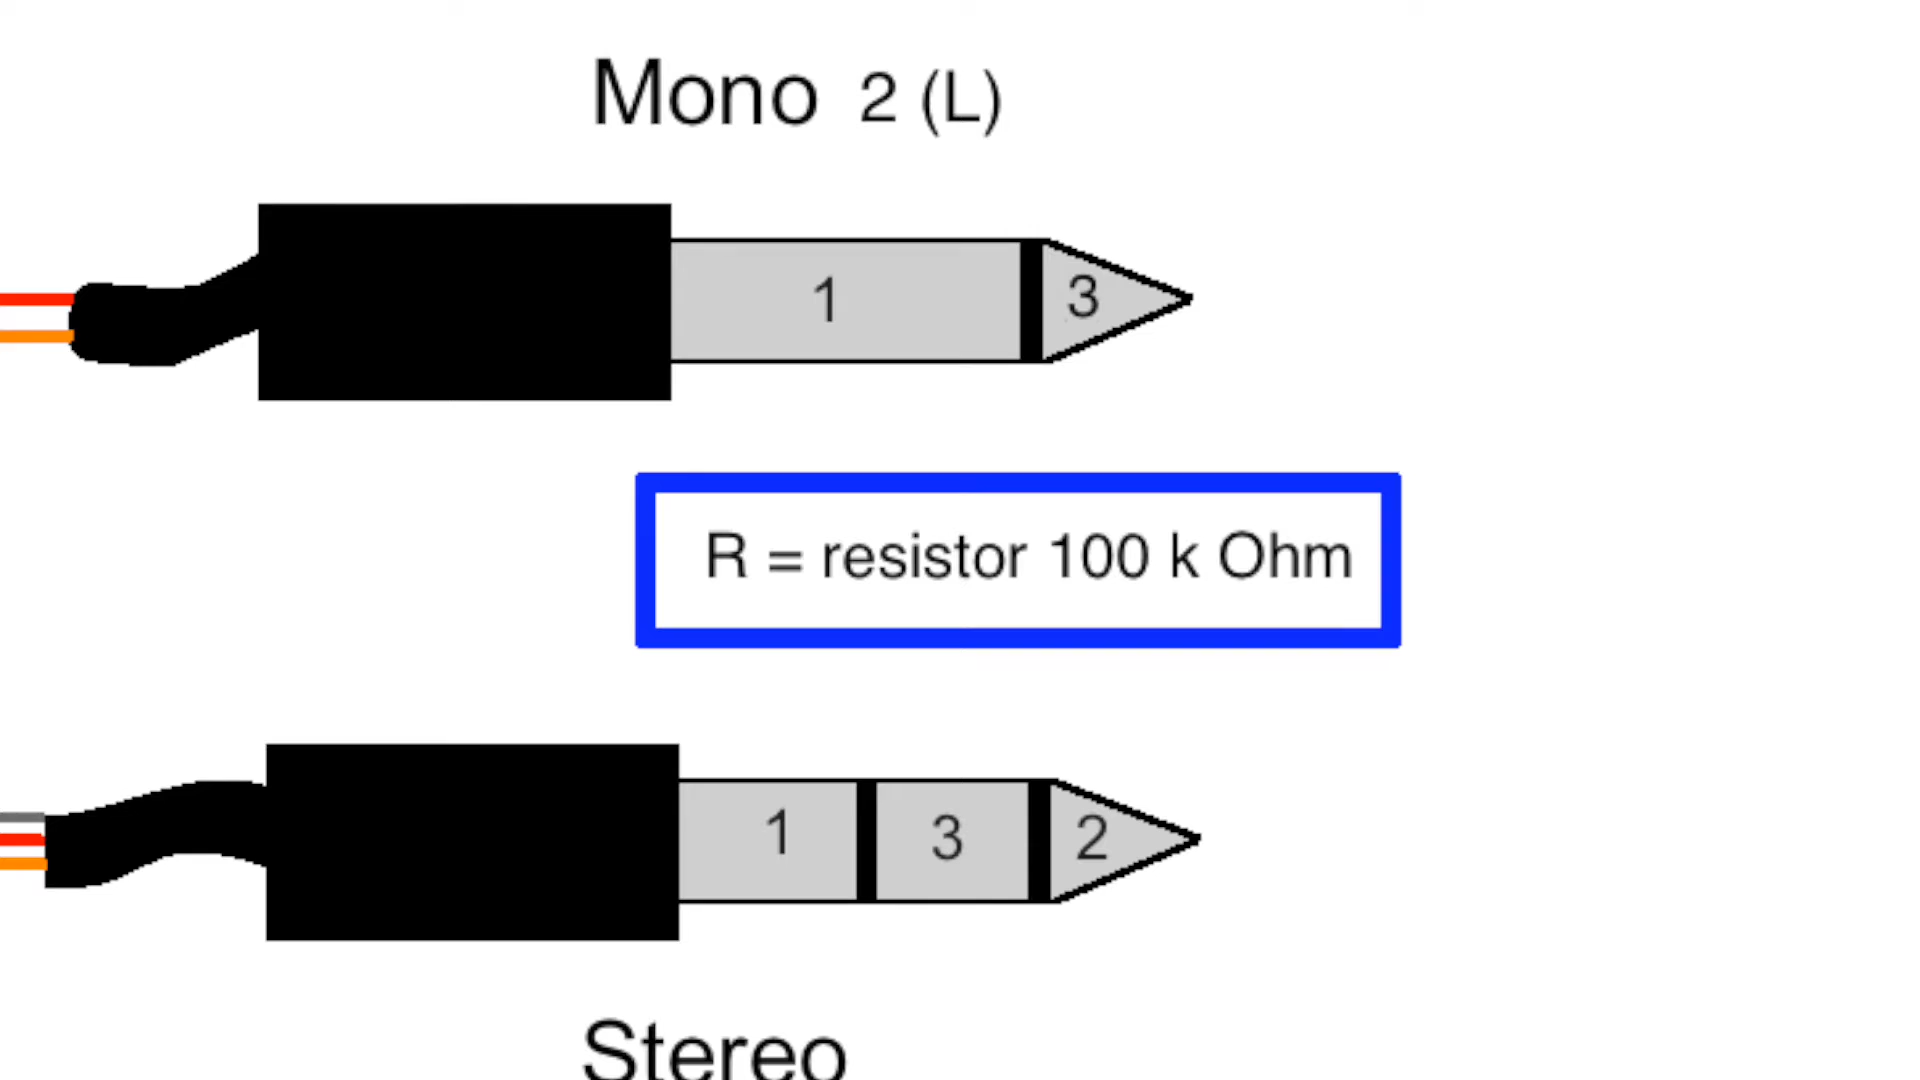 Mono 2 (L)
1 3
R = resistor 100 k Ohm
1 3 2
Stereo